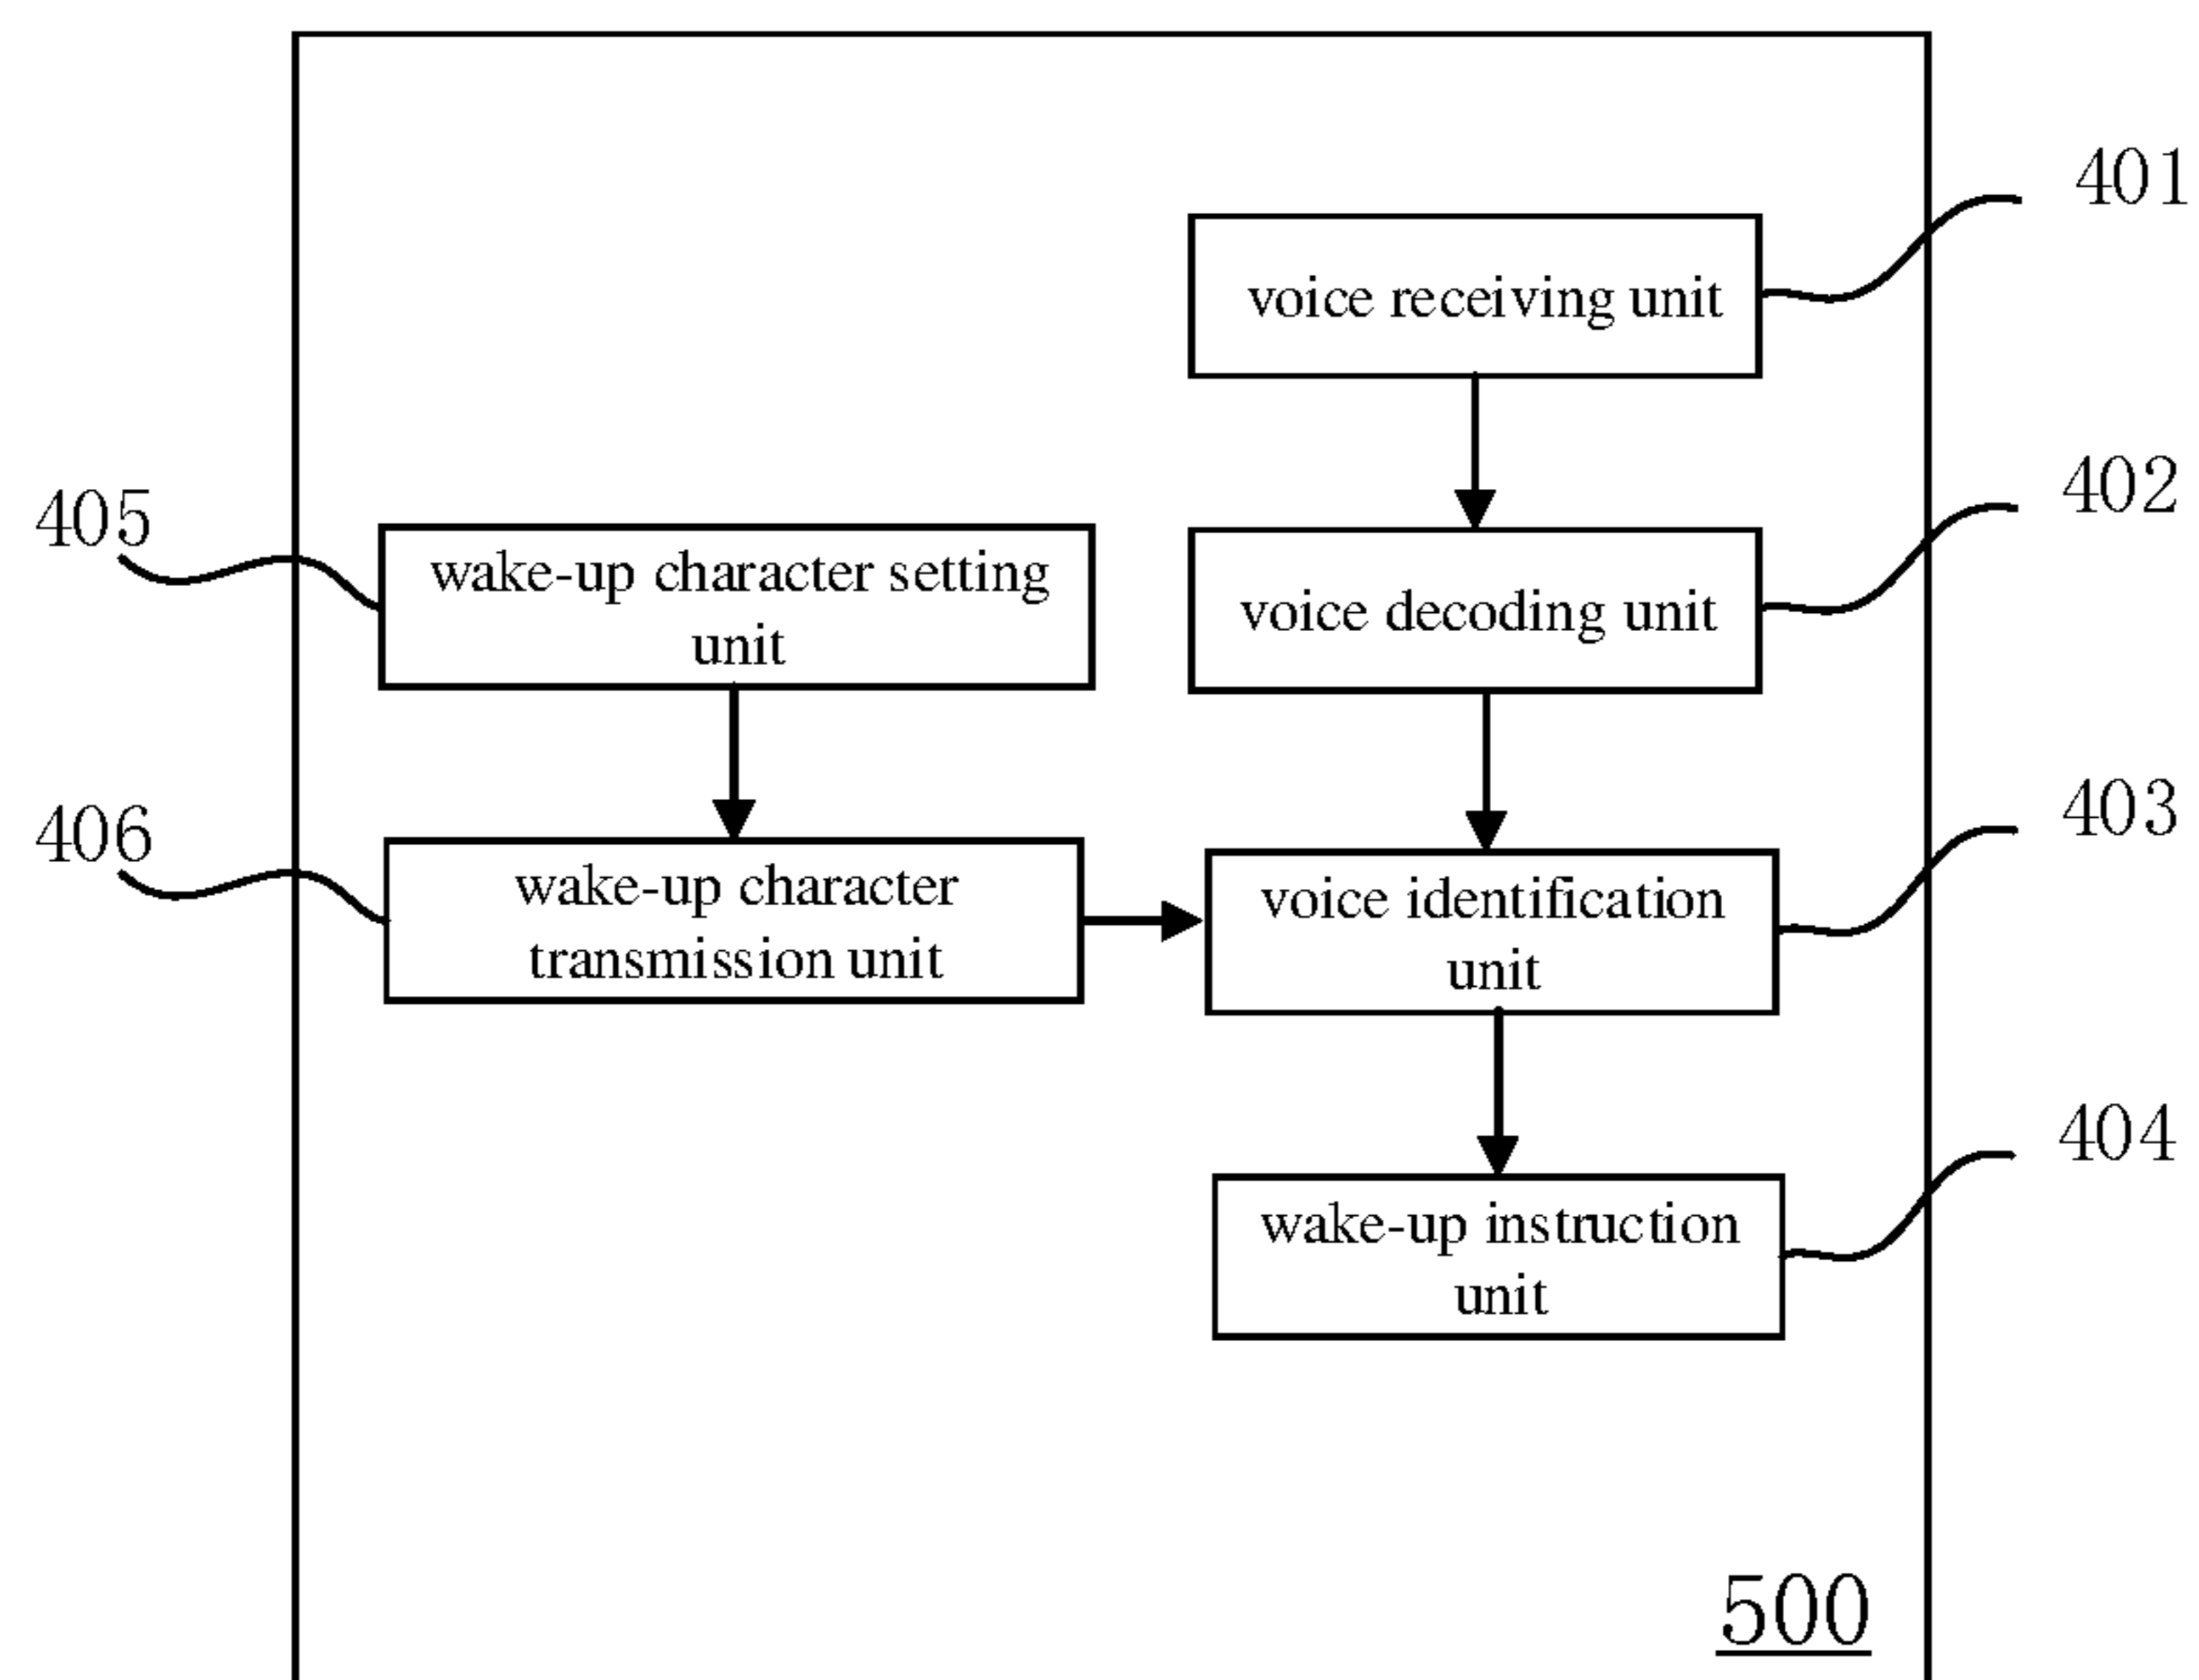 401
voice receiving unit
402
405
wake-up character setting
unit
voice decoding unit
403
406
wake-up character
transmission unit
voice identification
unit
404
wake-up instruction
unit
500